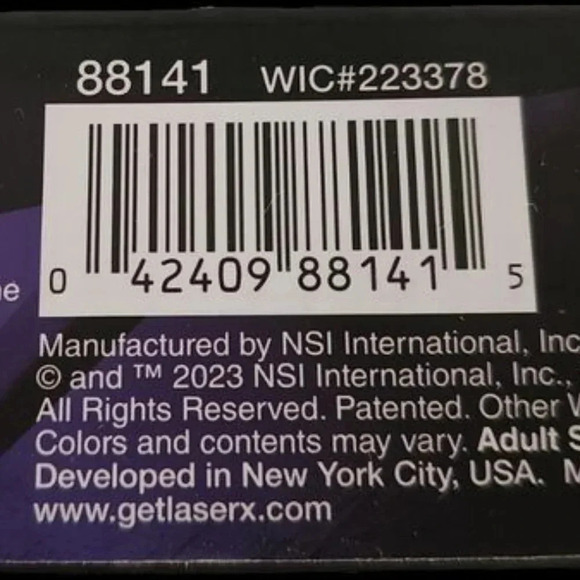 88141 WIC#223378
0 42409 88141 5
Manufactured by NSI International, Inc
© and ™ 2023 NSI International, Inc.,
All Rights Reserved. Patented. Other
Colors and contents may vary. Adult
Developed in New York City, USA.
www.getlaserx.com